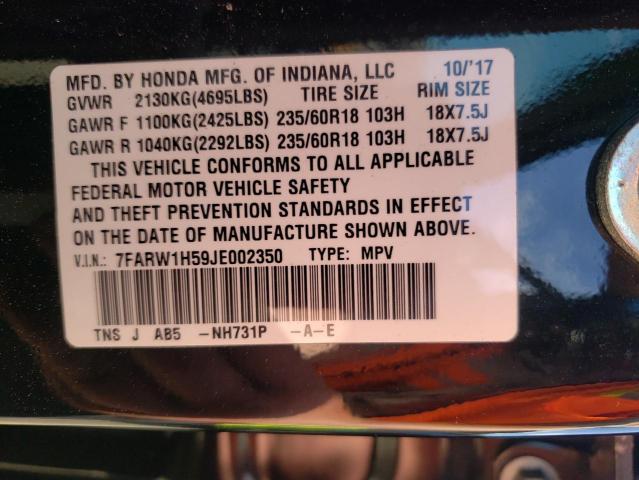 MFD. BY HONDA MFG. OF INDIANA, LLC 10/'17
GVWR 2130KG(4695LBS) TIRE SIZE RIM SIZE
GAWR F 1100KG(2425LBS) 235/60R18 103H 18X7.5J
GAWR R 1040KG(2292LBS) 235/60R18 103H 18X7.5J
THIS VEHICLE CONFORMS TO ALL APPLICABLE
FEDERAL MOTOR VEHICLE SAFETY
AND THEFT PREVENTION STANDARDS IN EFFECT
ON THE DATE OF MANUFACTURE SHOWN ABOVE.
V.I.N.: 7FARW1H59JE002350 TYPE: MPV
TNS J AB5 -NH731P -A-E